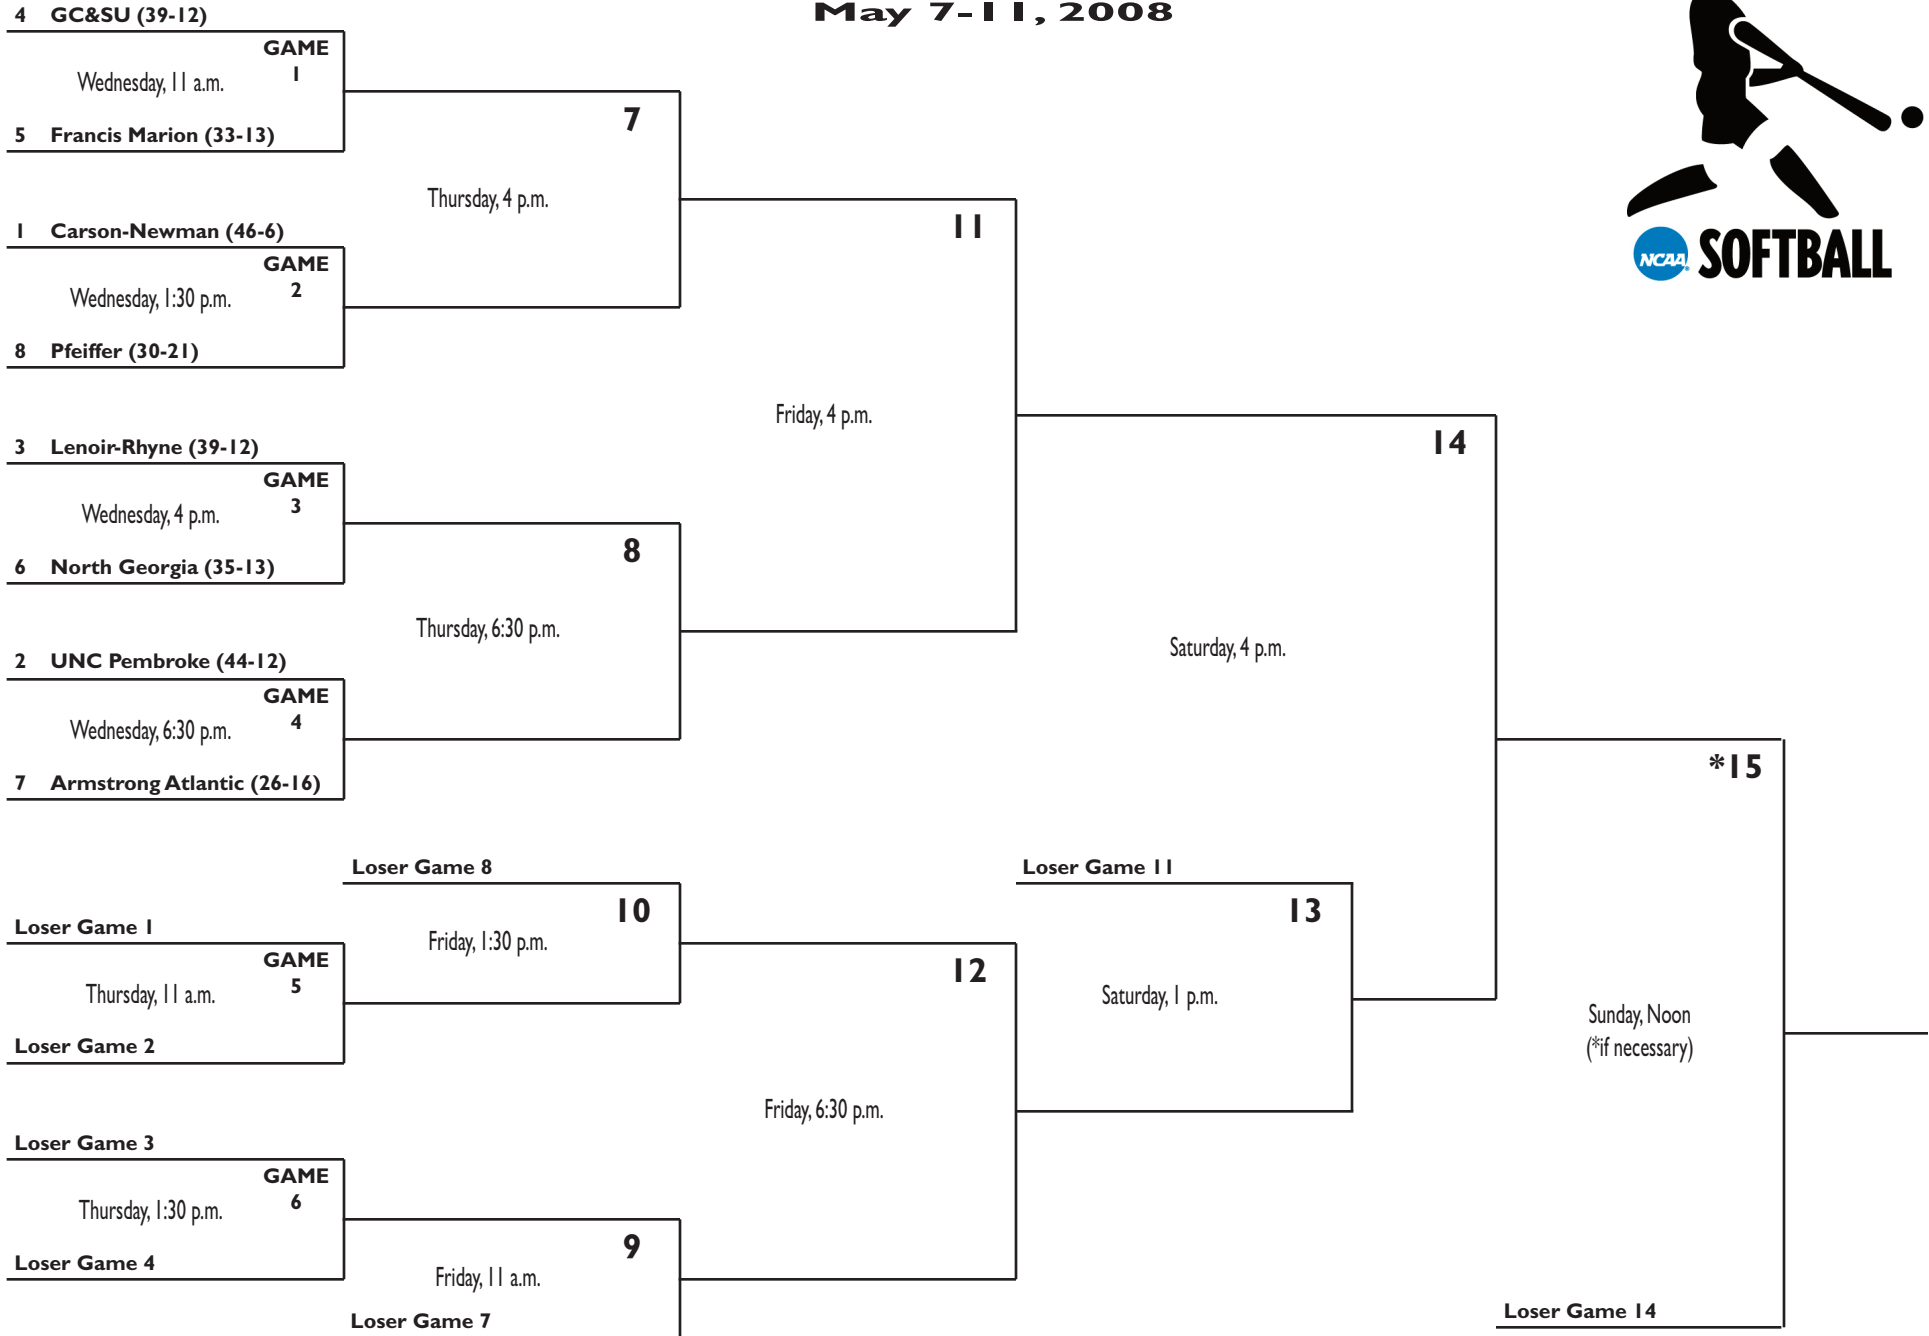 May 7-11, 2008
4 GC&SU (39-12)
GAME
1
Wednesday, 11 a.m.
5 Francis Marion (33-13)
7
Thursday, 4 p.m.
1 Carson-Newman (46-6)
GAME
2
Wednesday, 1:30 p.m.
8 Pfeiffer (30-21)
11
Friday, 4 p.m.
3 Lenoir-Rhyne (39-12)
GAME
3
Wednesday, 4 p.m.
6 North Georgia (35-13)
8
Thursday, 6:30 p.m.
2 UNC Pembroke (44-12)
GAME
4
Wednesday, 6:30 p.m.
7 Armstrong Atlantic (26-16)
14
Saturday, 4 p.m.
NCAA SOFTBALL
*15
Sunday, Noon
(*if necessary)
Loser Game 8
10
Friday, 1:30 p.m.
Loser Game 1
GAME
5
Thursday, 11 a.m.
Loser Game 2
12
Friday, 6:30 p.m.
Loser Game 11
13
Saturday, 1 p.m.
Loser Game 3
GAME
6
Thursday, 1:30 p.m.
Loser Game 4
9
Friday, 11 a.m.
Loser Game 7
Loser Game 14